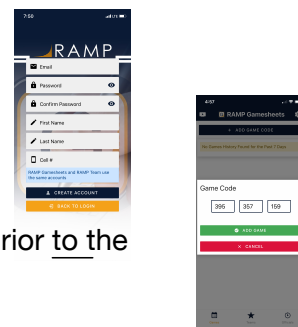 7:50
LTE
RAMP
Email
Password
Confirm Password
First Name
Last Name
Cell #
RAMP Gamesheets and RAMP Team use
the same accounts
CREATE ACCOUNT
BACK TO LOGIN
rior to the
4:57
RAMP Gamesheets
+ ADD GAME CODE
No Games History Found for the Past 7 Days
Game Code
395 357 159
ADD GAME
× CANCEL